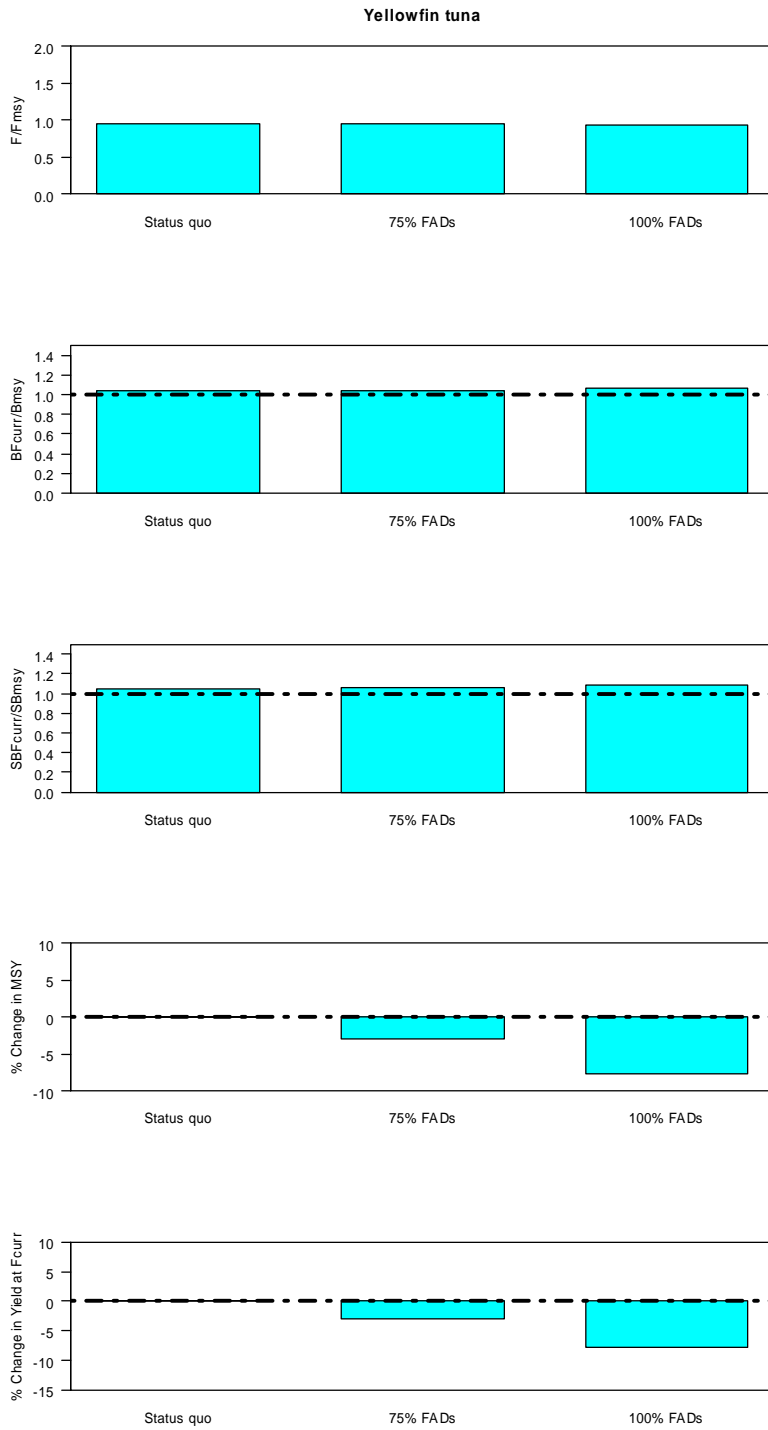 Yellowfin tuna
F/Fmsy
2.0
1.5
1.0
0.5
0.0
Status quo 75% FADs 100% FADs
BFcurr/Bmsy
1.4
1.2
1.0
0.8
0.6
0.4
0.2
0.0
Status quo 75% FADs 100% FADs
SBFcurr/SBmsy
1.4
1.2
1.0
0.8
0.6
0.4
0.2
0.0
Status quo 75% FADs 100% FADs
% Change in MSY
10
5
0
-5
-10
Status quo 75% FADs 100% FADs
% Change in Yield at Fcurr
10
5
0
-5
-10
-15
Status quo 75% FADs 100% FADs